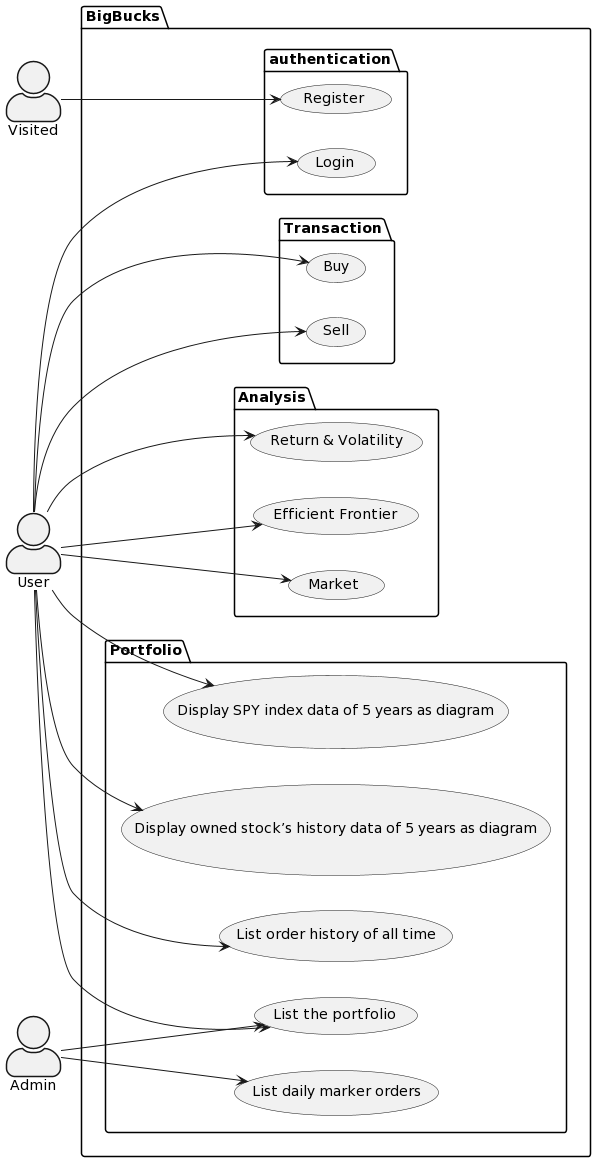 BigBucks
authentication
Register
Visited
Login
Transaction
Buy
Sell
Analysis
Return & Volatility
Efficient Frontier
User
Market
Portfolio
Display SPY index data of 5 years as diagram
Display owned stock’s history data of 5 years as diagram
List order history of all time
List the portfolio
Admin
List daily marker orders